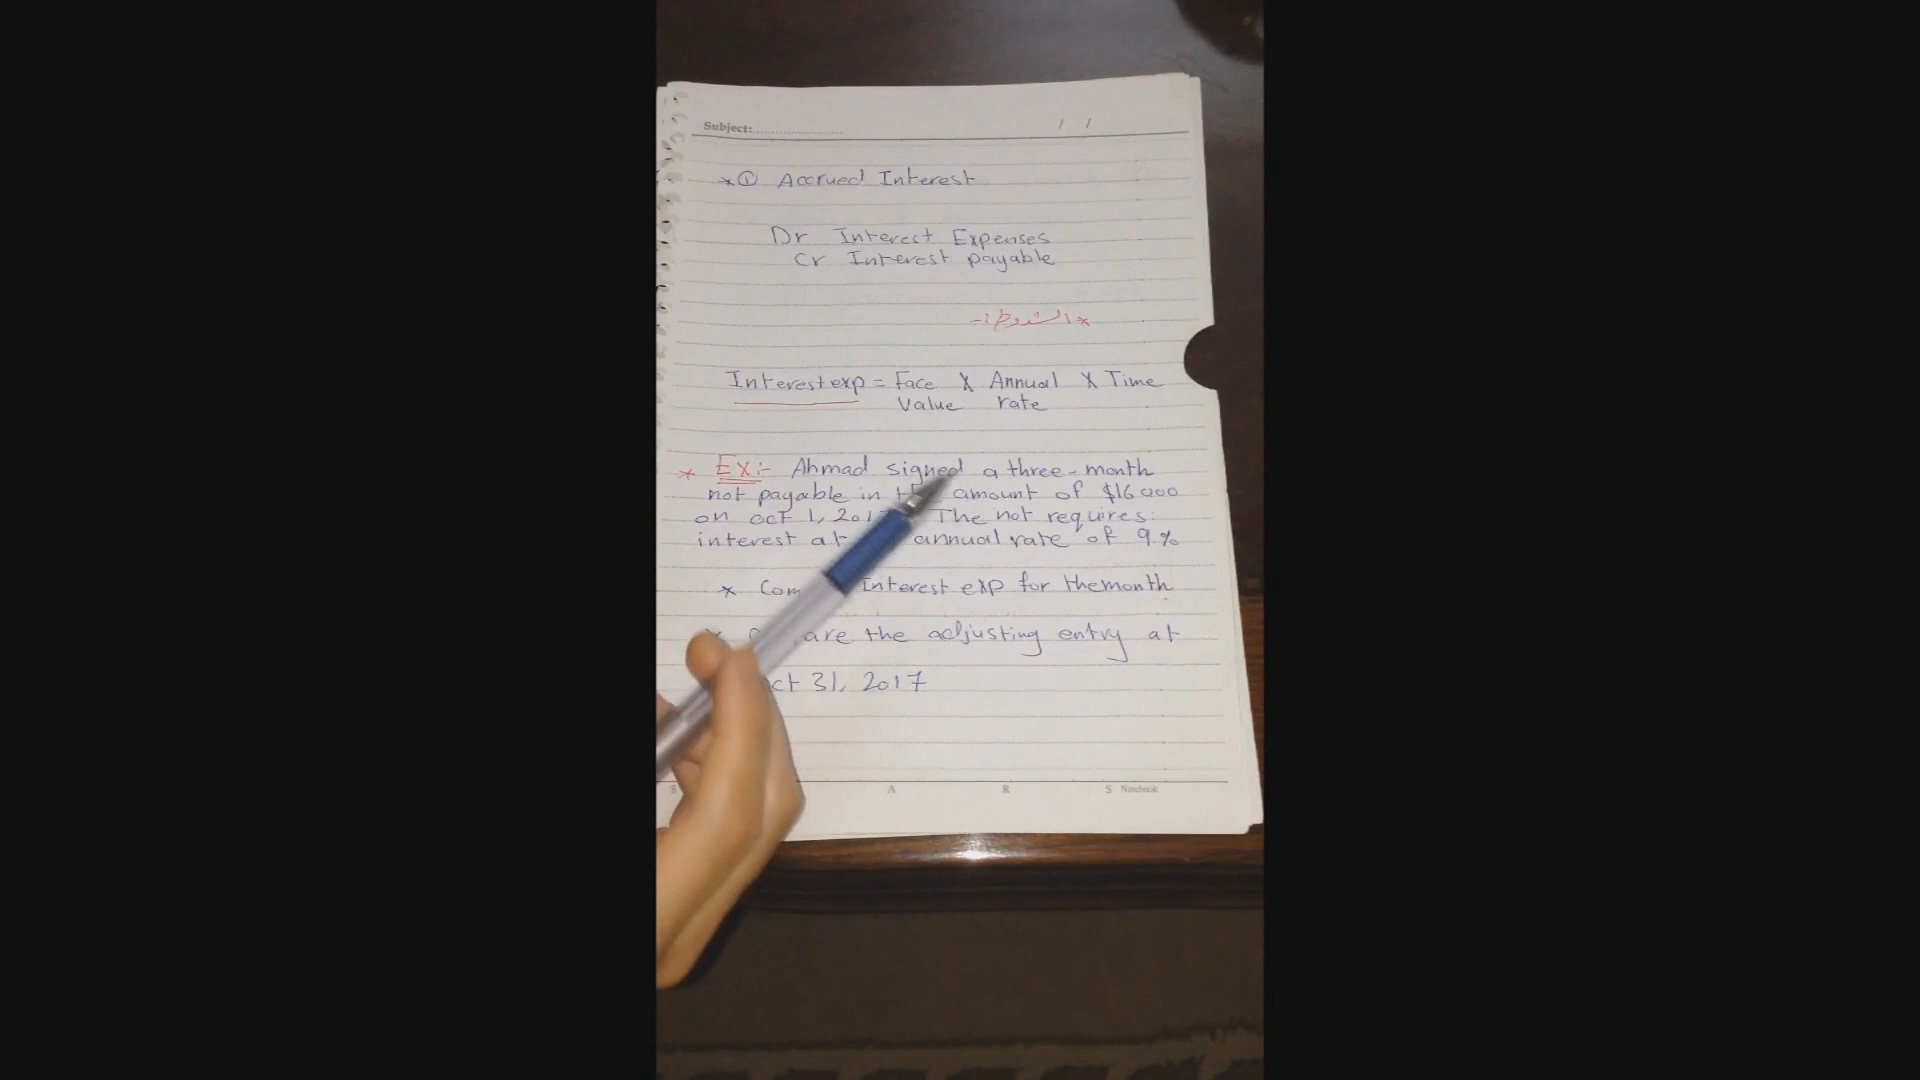 Subject:
/ /
* ① Accrued Interest
Dr Interest Expenses
Cr Interest payable
* الشروط :-
Interest exp = Face X Annual X Time
Value rate
* Ex:- Ahmad signed a three-month
not payable in amount of $16000
on oct 1, The not requires
interest at annual rate of 9%
* Interest exp for the month
* the adjusting entry at
31, 2017
S A R S Notebook